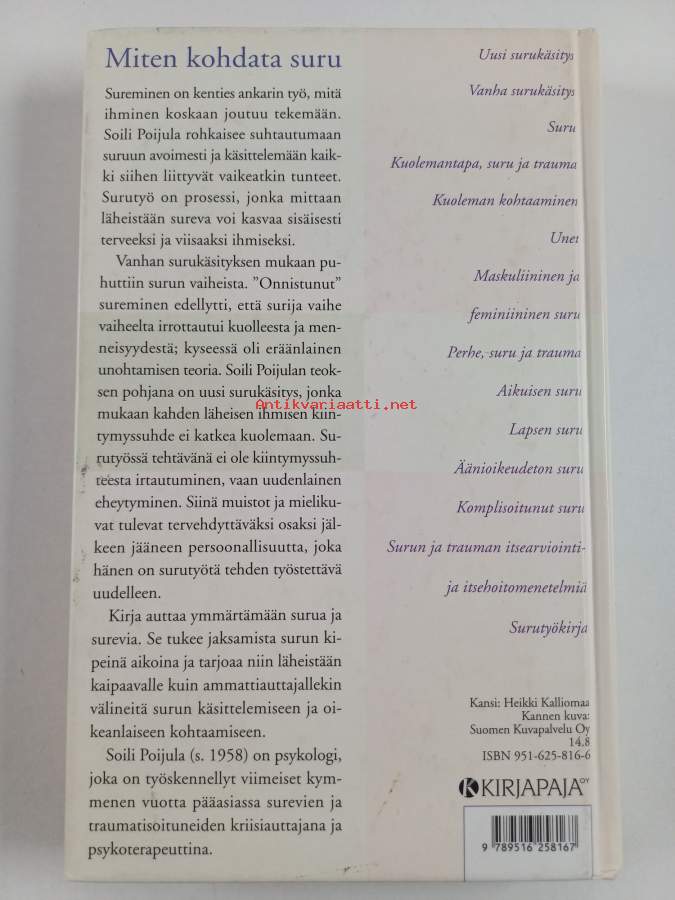 Miten kohdata suru
Sureminen on kenties ankarin työ, mitä
ihminen koskaan joutuu tekemään.
Soili Poijula rohkaisee suhtautumaan
suruun avoimesti ja käsittelemään kaik-
ki siihen liittyvät vaikeatkin tunteet.
Surutyö on prosessi, jonka mittaan
läheistään sureva voi kasvaa sisäisesti
terveeksi ja viisaaksi ihmiseksi.
Vanhan surukäsityksen mukaan pu-
huttiin surun vaiheista. ”Onnistunut”
sureminen edellytti, että surija vaihe
vaiheelta irrottautui kuolleesta ja men-
neisyydestä; kyseessä oli eräänlainen
unohtamisen teoria. Soili Poijulan teok-
sen pohjana on uusi surukäsitys, jonka
mukaan kahden läheisen ihmisen kiin-
tymyssuhde ei katkea kuolemaan. Su-
rutyössä tehtävänä ei ole kiintymyssuh-
teesta irtautuminen, vaan uudenlainen
eheytyminen. Siinä muistot ja mieliku-
vat tulevat tervehdyttäväksi osaksi jäl-
keen jääneen persoonallisuutta, joka
hänen on surutyötä tehden työstettävä
uudelleen.
Kirja auttaa ymmärtämään surua ja
surevia. Se tukee jaksamista surun ki-
peinä aikoina ja tarjoaa niin läheistään
kaipaavalle kuin ammattiauttajallekin
välineitä surun käsittelemiseen ja oi-
keanlaiseen kohtaamiseen.
Soili Poijula (s. 1958) on psykologi,
joka on työskennellyt viimeiset kym-
menen vuotta pääasiassa surevien ja
traumatisoituneiden kriisiauttajana ja
psykoterapeuttina.
Uusi surukäsitys
Vanha surukäsitys
Suru
Kuolemantapa, suru ja trauma
Kuoleman kohtaaminen
Unet
Maskuliininen ja
feminiininen suru
Perhe, suru ja trauma
Aikuisen suru
Lapsen suru
Äänioikeudeton suru
Komplisoitunut suru
Surun ja trauman itsearviointi-
ja itsehoitomenetelmiä
Surutyökirja
Antikvariaatti.net
Kansi: Heikki Kalliomaa
Kannen kuva:
Suomen Kuvapalvelu Oy
14.8
ISBN 951-625-816-6
KIRJAPAJA OY
9 789516 258167